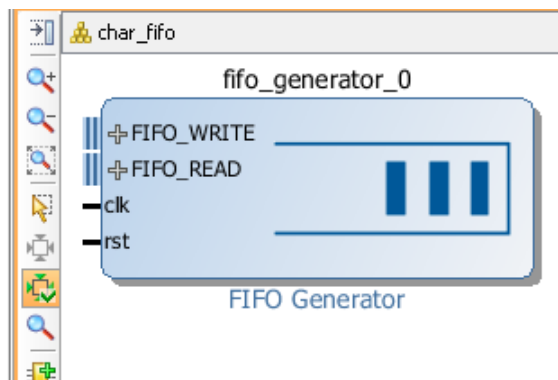 char_fifo
fifo_generator_0
FIFO_WRITE
FIFO_READ
clk
rst
FIFO Generator